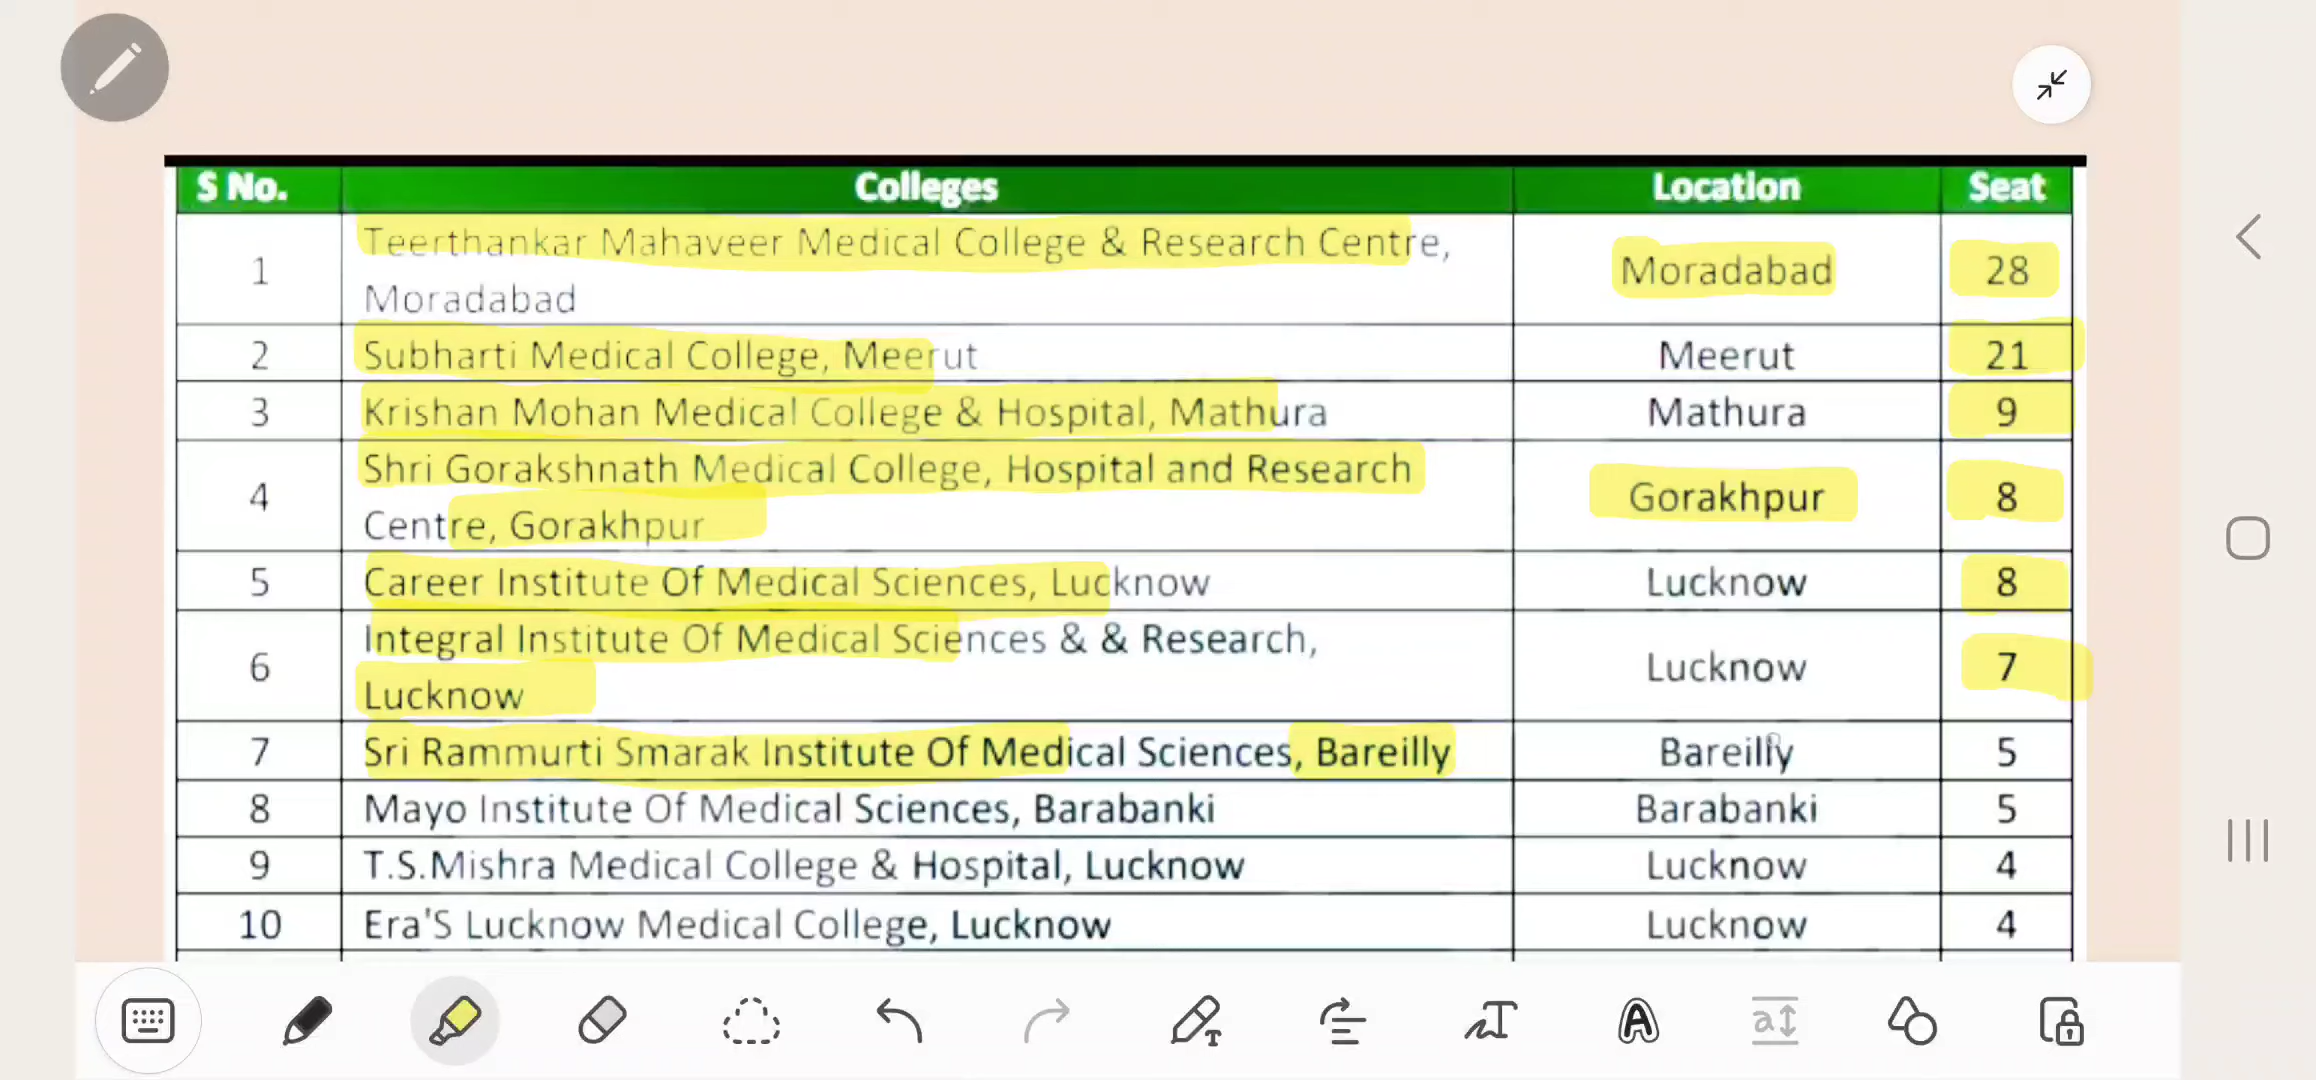 S No. Colleges Location Seat
1 Teerthankar Mahaveer Medical College & Research Centre, Moradabad 28
Moradabad
2 Subharti Medical College, Meerut Meerut 21
3 Krishan Mohan Medical College & Hospital, Mathura Mathura 9
4 Shri Gorakshnath Medical College, Hospital and Research Gorakhpur 8
Centre, Gorakhpur
5 Career Institute Of Medical Sciences, Lucknow Lucknow 8
6 Integral Institute Of Medical Sciences & & Research, Lucknow 7
Lucknow
7 Sri Rammurti Smarak Institute Of Medical Sciences, Bareilly Bareilly 5
8 Mayo Institute Of Medical Sciences, Barabanki Barabanki 5
9 T.S.Mishra Medical College & Hospital, Lucknow Lucknow 4
10 Era'S Lucknow Medical College, Lucknow Lucknow 4